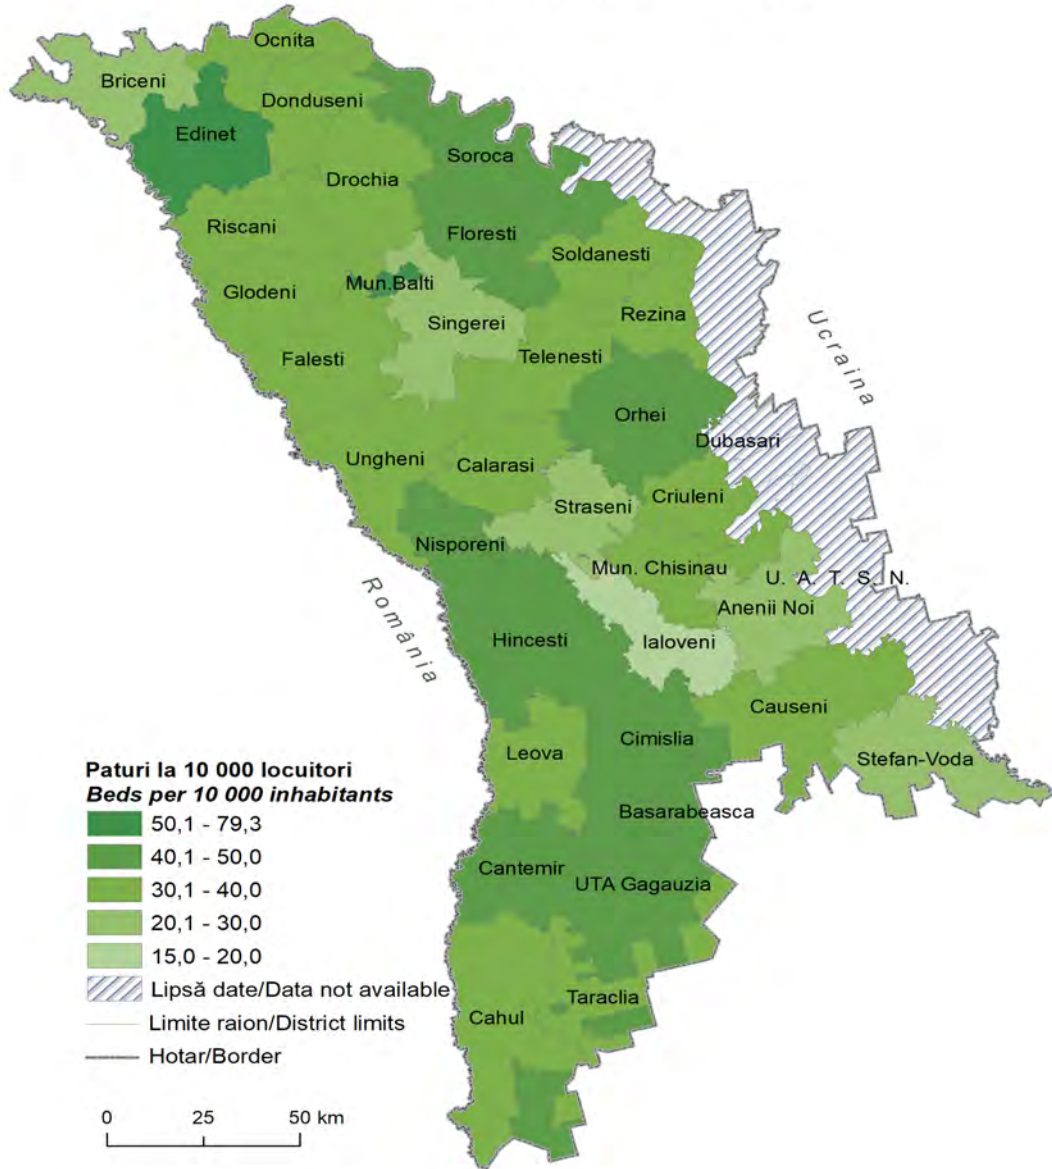 Ocnita
Briceni
Donduseni
Edinet
Soroca
Drochia
Riscani
Floresti
Soldanesti
Mun.Balti
Glodeni
Rezina
Singerei
Ucraina
Falesti
Telenesti
Orhei
Dubasari
Ungheni
Calarasi
Criuleni
Straseni
Nisporeni
Mun. Chisinau
U. A. T. S. N.
România
Anenii Noi
Hincesti
Ialoveni
Causeni
Cimislia
Leova
Stefan-Voda
Basarabeasca
Cantemir
UTA Gagauzia
Taraclia
Cahul
Paturi la 10 000 locuitori
Beds per 10 000 inhabitants
50,1 - 79,3
40,1 - 50,0
30,1 - 40,0
20,1 - 30,0
15,0 - 20,0
Lipsă date/Data not available
Limite raion/District limits
Hotar/Border
0 25 50 km